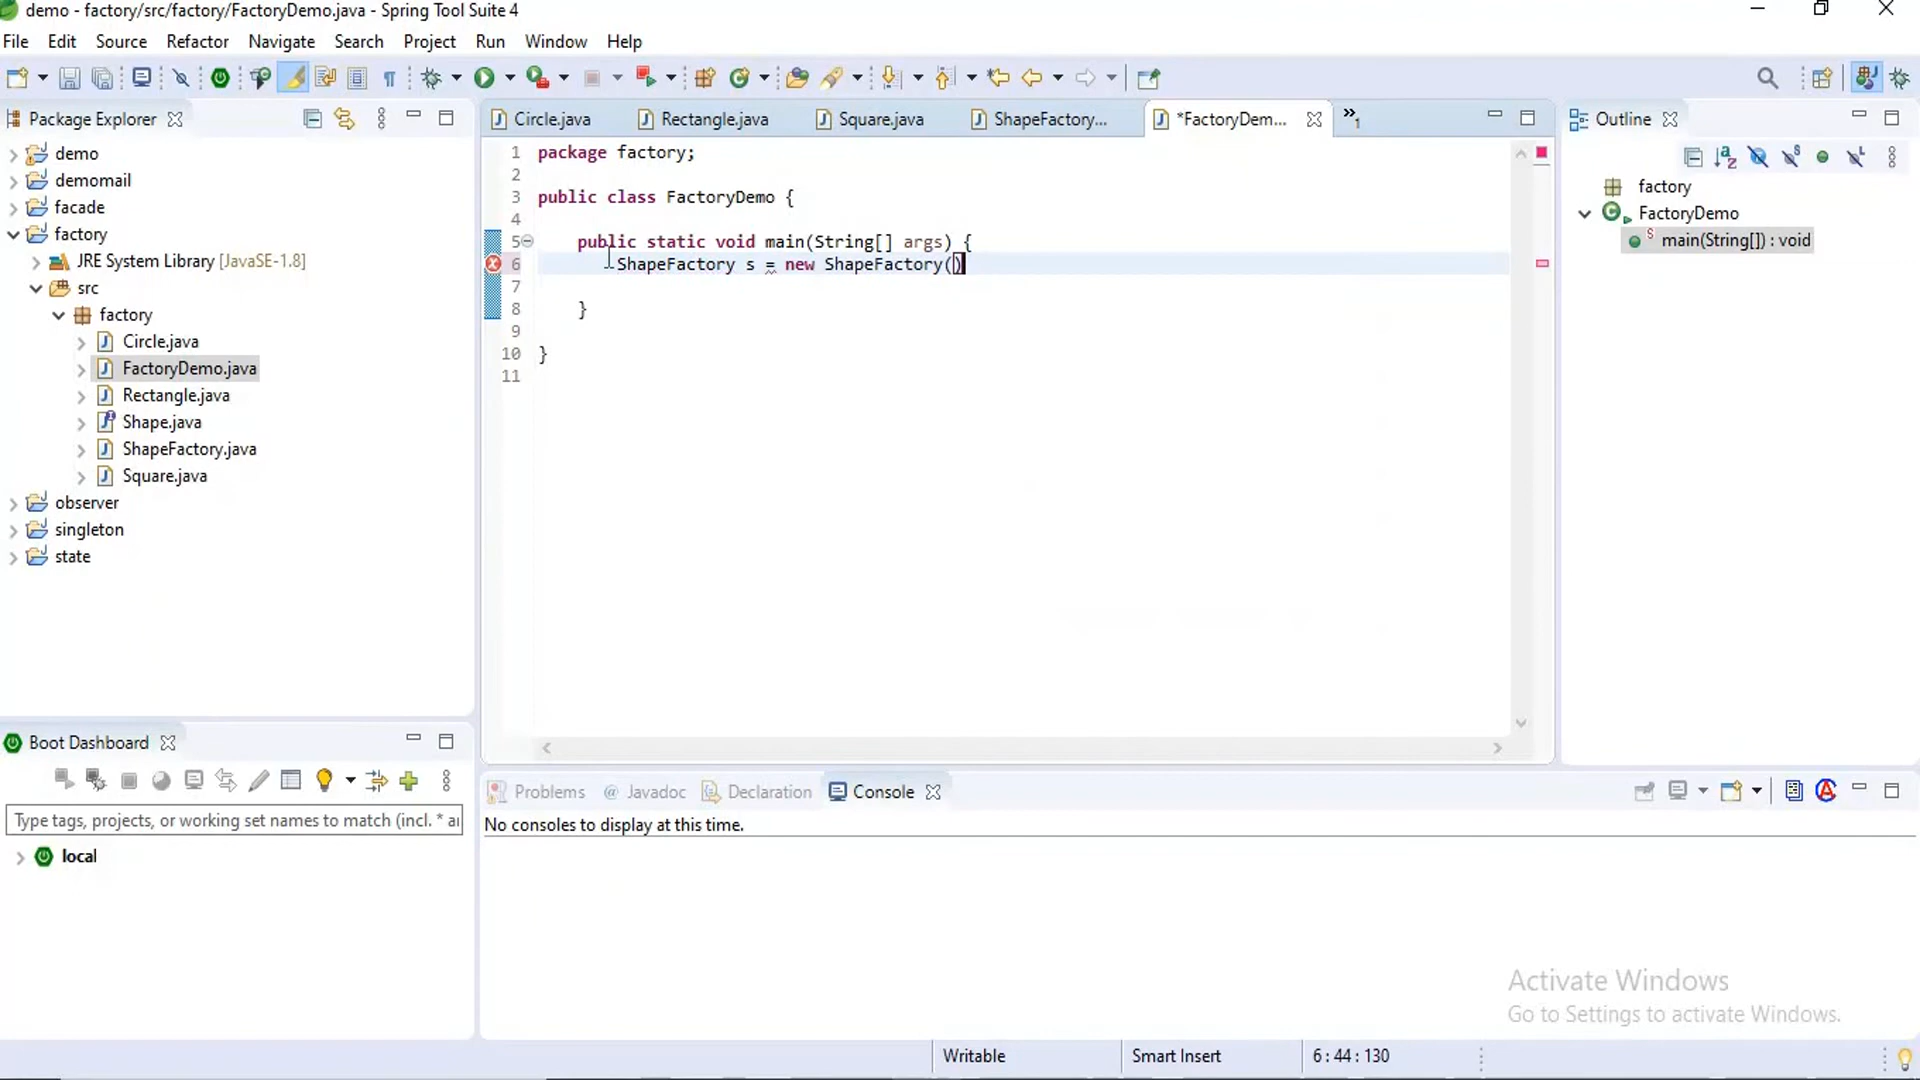 demo - factory/src/factory/FactoryDemo.java - Spring Tool Suite 4
File Edit Source Refactor Navigate Search Project Run Window Help
Package Explorer
demo
demomail
facade
factory
JRE System Library [JavaSE-1.8]
src
factory
Circle.java
FactoryDemo.java
Rectangle.java
Shape.java
ShapeFactory.java
Square.java
observer
singleton
state
Circle.java Rectangle.java Square.java ShapeFactory... *FactoryDem... »1
1 package factory;
2
3 public class FactoryDemo {
4
5 public static void main(String[] args) {
6 ShapeFactory s = new ShapeFactory()
7
8 }
9
10 }
11
Outline
factory
FactoryDemo
main(String[]) : void
Boot Dashboard
Type tags, projects, or working set names to match (incl. * a
local
Problems @ Javadoc Declaration Console
No consoles to display at this time.
Activate Windows
Go to Settings to activate Windows.
Writable Smart Insert 6 : 44 : 130